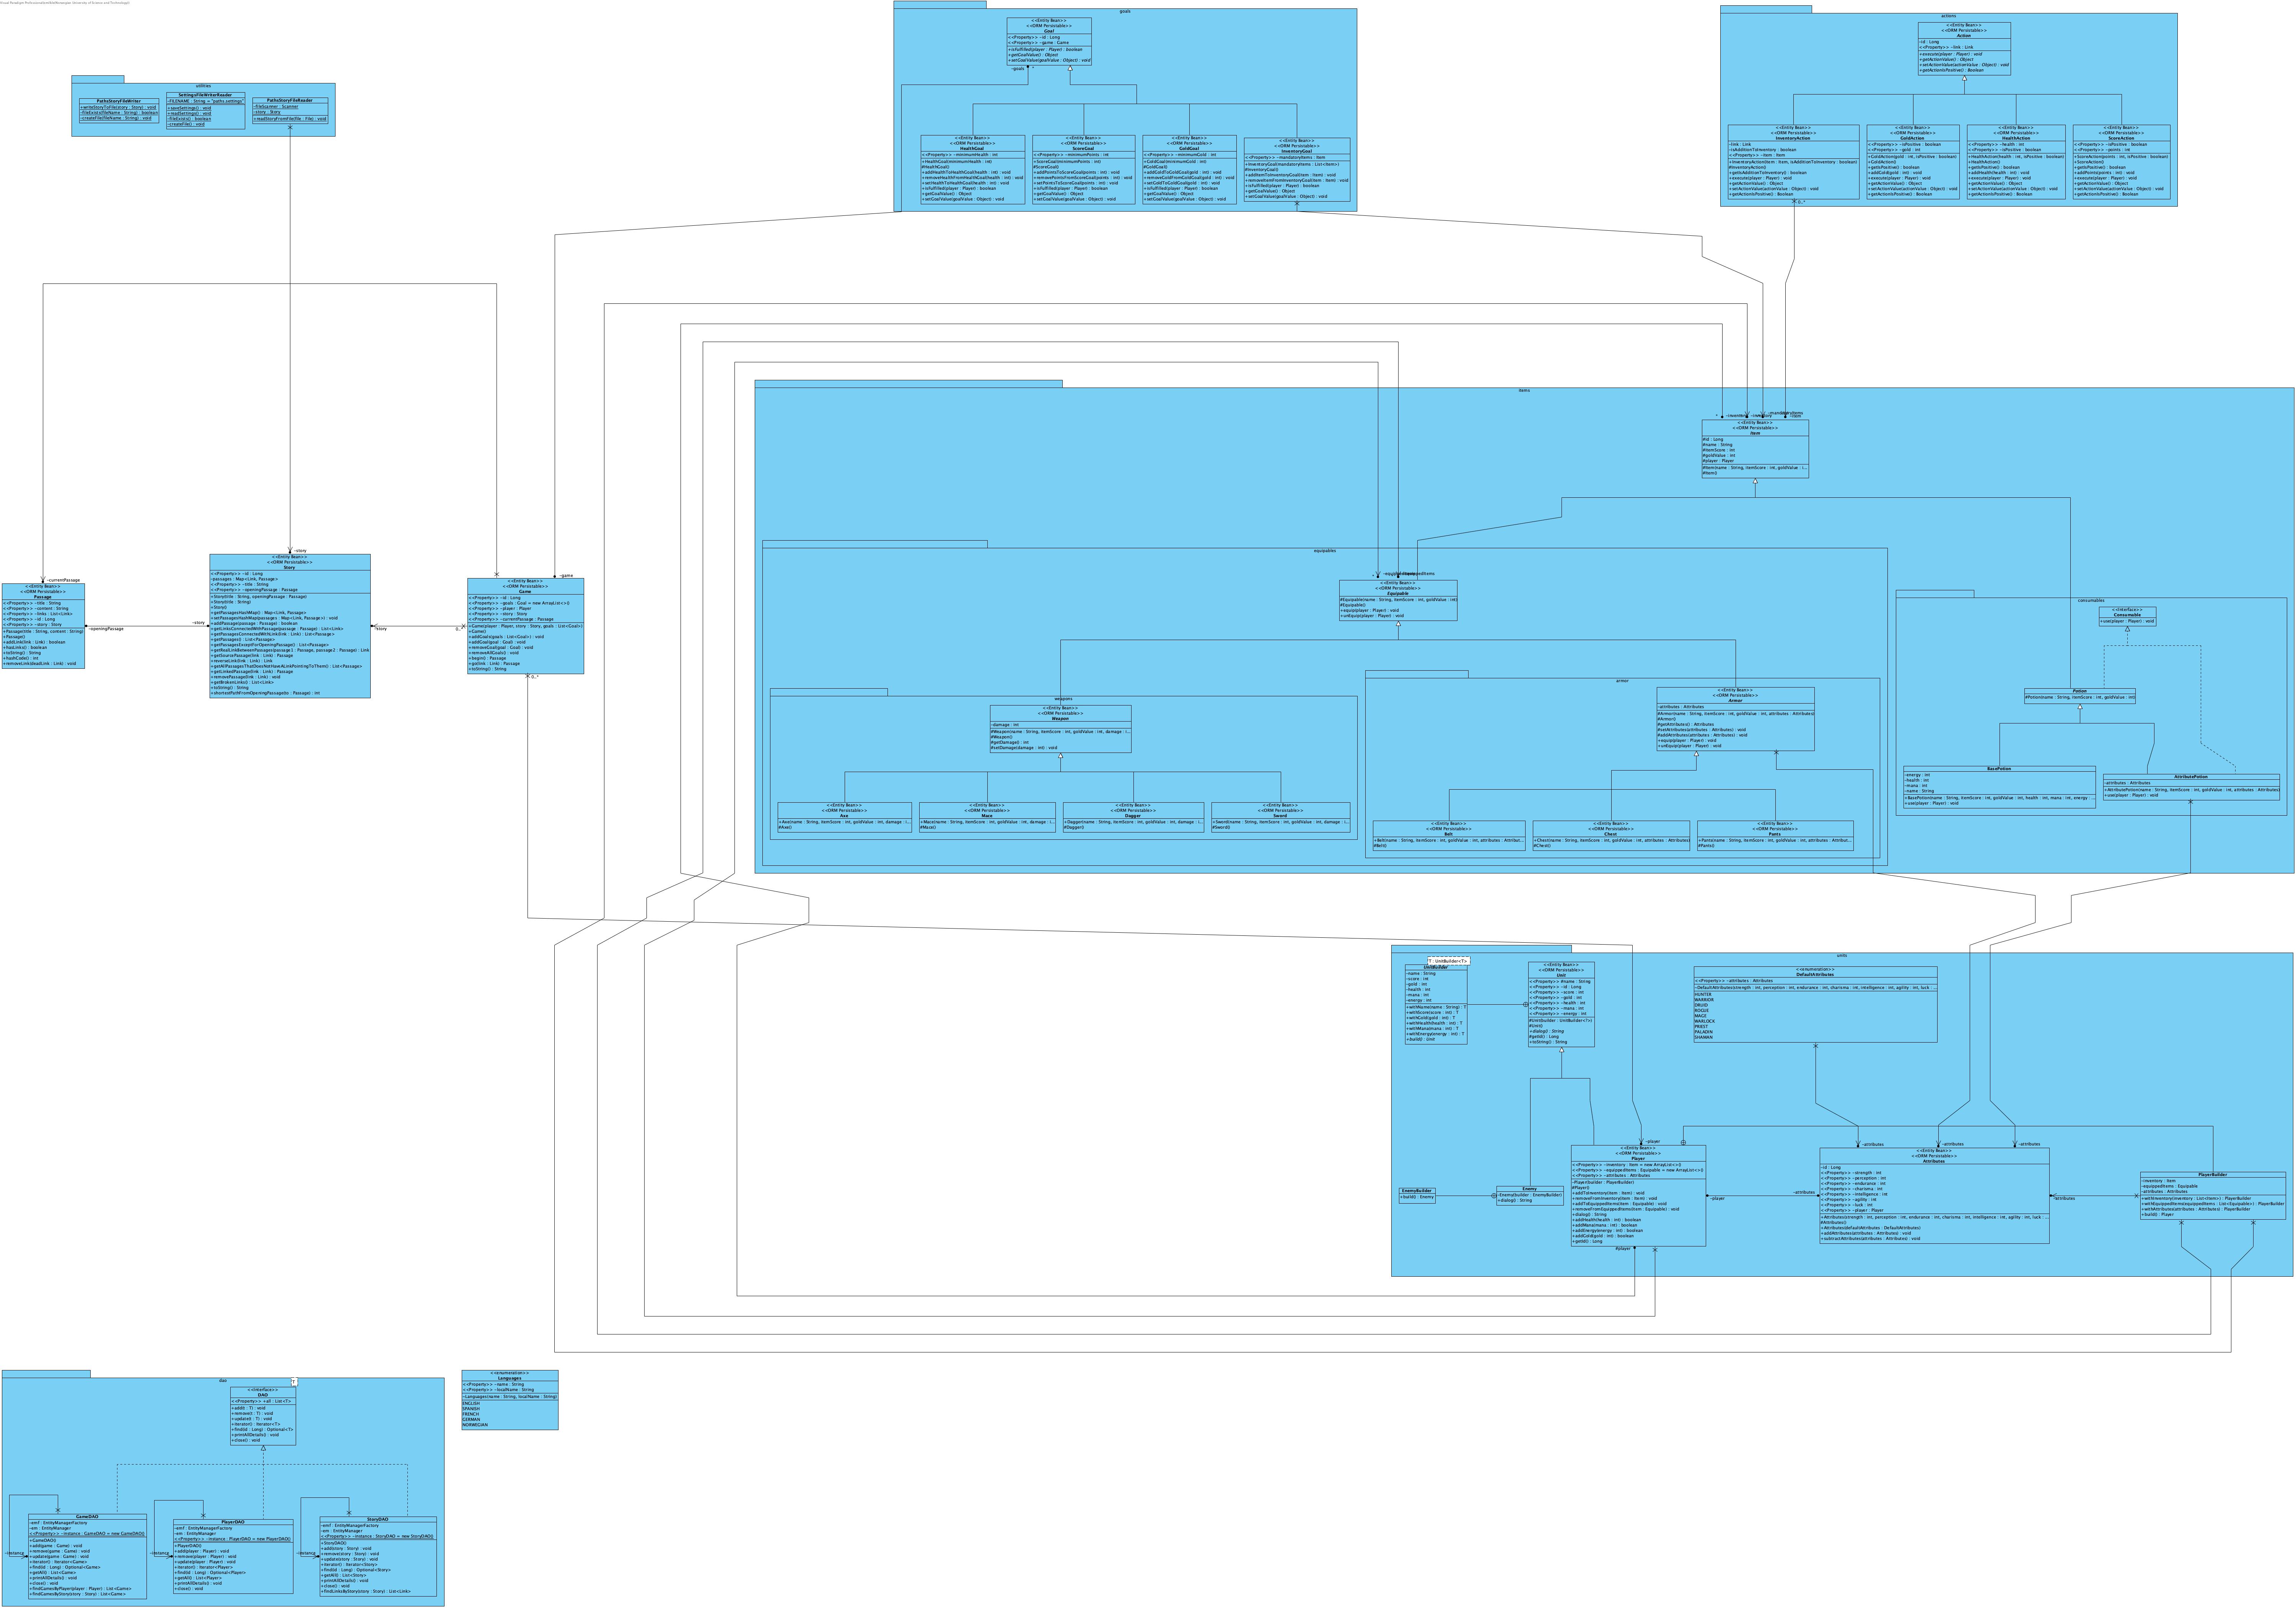 Visual Paradigm Professional(Norwegian University of Science and Technology)
goals
<<Entity Bean>>
<<ORM Persistable>>
Goal
<<Property>> -id : Long
<<Property>> -game : Game
+isFulfilled(player : Player) : boolean
+getGoalValue() : Object
+setGoalValue(goalValue : Object) : void
-goals
*
<<Entity Bean>>
<<ORM Persistable>>
HealthGoal
<<Property>> -minimumHealth : int
+HealthGoal(minimumHealth : int)
#HealthGoal()
+addHealthToHealthGoal(health : int) : void
+removeHealthFromHealthGoal(health : int) : void
+setHealthToHealthGoal(health : int) : void
+isFulfilled(player : Player) : boolean
+getGoalValue() : Object
+setGoalValue(goalValue : Object) : void
<<Entity Bean>>
<<ORM Persistable>>
ScoreGoal
<<Property>> -minimumPoints : int
+ScoreGoal(minimumPoints : int)
#ScoreGoal()
+addPointsToScoreGoal(points : int) : void
+removePointsFromScoreGoal(points : int) : void
+setPointsToScoreGoal(points : int) : void
+isFulfilled(player : Player) : boolean
+getGoalValue() : Object
+setGoalValue(goalValue : Object) : void
<<Entity Bean>>
<<ORM Persistable>>
GoldGoal
<<Property>> -minimumGold : int
+GoldGoal(minimumGold : int)
#GoldGoal()
+addGoldToGoldGoal(gold : int) : void
+removeGoldFromGoldGoal(gold : int) : void
+setGoldToGoldGoal(gold : int) : void
+isFulfilled(player : Player) : boolean
+getGoalValue() : Object
+setGoalValue(goalValue : Object) : void
<<Entity Bean>>
<<ORM Persistable>>
InventoryGoal
<<Property>> -mandatoryItems : Item
+InventoryGoal(mandatoryItems : List<Item>)
#InventoryGoal()
+addItemToInventoryGoal(item : Item) : void
+removeItemFromInventoryGoal(item : Item) : void
+isFulfilled(player : Player) : boolean
+getGoalValue() : Object
+setGoalValue(goalValue : Object) : void
actions
<<Entity Bean>>
<<ORM Persistable>>
Action
-id : Long
<<Property>> -link : Link
+execute(player : Player) : void
+getActionValue() : Object
+setActionValue(actionValue : Object) : void
+getActionIsPositive() : Boolean
<<Entity Bean>>
<<ORM Persistable>>
InventoryAction
-link : Link
-isAdditionToInventory : boolean
<<Property>> -item : Item
+InventoryAction(item : Item, isAdditionToInventory : boolean)
#InventoryAction()
+getIsAdditionToInventory() : boolean
+execute(player : Player) : void
+getActionValue() : Object
+setActionValue(actionValue : Object) : void
+getActionIsPositive() : Boolean
0..*
<<Entity Bean>>
<<ORM Persistable>>
GoldAction
<<Property>> -isPositive : boolean
<<Property>> -gold : int
+GoldAction(gold : int, isPositive : boolean)
+GoldAction()
+getIsPositive() : boolean
+addGold(gold : int) : void
+execute(player : Player) : void
+getActionValue() : Object
+setActionValue(actionValue : Object) : void
+getActionIsPositive() : Boolean
<<Entity Bean>>
<<ORM Persistable>>
HealthAction
<<Property>> -isPositive : boolean
<<Property>> -health : int
+HealthAction(health : int, isPositive : boolean)
+HealthAction()
+getIsPositive() : boolean
+addHealth(health : int) : void
+execute(player : Player) : void
+getActionValue() : Object
+setActionValue(actionValue : Object) : void
+getActionIsPositive() : Boolean
<<Entity Bean>>
<<ORM Persistable>>
ScoreAction
<<Property>> -isPositive : boolean
<<Property>> -points : int
+ScoreAction(points : int, isPositive : boolean)
+ScoreAction()
+getIsPositive() : boolean
+addPoints(points : int) : void
+execute(player : Player) : void
+getActionValue() : Object
+setActionValue(actionValue : Object) : void
+getActionIsPositive() : Boolean
utilities
PathsStoryFileWriter
+writeStoryToFile(story : Story) : void
-fileExists(fileName : String) : boolean
-createFile(fileName : String) : void
SettingsFileWriterReader
-FILENAME : String = "paths.settings"
+saveSettings() : void
+readSettings() : void
-fileExists() : boolean
-createFile() : void
PathsStoryFileReader
-fileScanner : Scanner
-story : Story
+readStoryFromFile(file : File) : void
-story
-currentPassage
<<Entity Bean>>
<<ORM Persistable>>
Passage
<<Property>> -title : String
<<Property>> -content : String
<<Property>> -links : List<Link>
<<Property>> -id : Long
<<Property>> -story : Story
+Passage(title : String, content : String)
+Passage()
+addLink(link : Link) : boolean
+hasLinks() : boolean
+toString() : String
+hashCode() : int
+removeLink(deadLink : Link) : void
-openingPassage
-story
<<Entity Bean>>
<<ORM Persistable>>
Story
<<Property>> -id : Long
-passages : Map<Link, Passage>
<<Property>> -title : String
<<Property>> -openingPassage : Passage
+Story(title : String, openingPassage : Passage)
+Story(title : String)
+Story()
+getPassagesHashMap() : Map<Link, Passage>
+setPassagesHashMap(passages : Map<Link, Passage>) : void
+addPassage(passage : Passage) : boolean
+getLinksConnectedWithPassage(passage : Passage) : List<Link>
+getPassagesConnectedWithLink(link : Link) : List<Passage>
+getPassagesExceptForOpeningPassage() : List<Passage>
+getPassages() : List<Passage>
+getRealLinkBetweenPassages(passage1 : Passage, passage2 : Passage) : Link
+getSourcePassage(link : Link) : Passage
+reverseLink(link : Link) : Link
+getAllPassagesThatDoesNotHaveALinkPointingToThem() : List<Passage>
+getLinkedPassage(link : Link) : Passage
+removePassage(link : Link) : void
+getBrokenLinks() : List<Link>
+toString() : String
+shortestPathFromOpeningPassage(to : Passage) : int
-story
0..*
-game
<<Entity Bean>>
<<ORM Persistable>>
Game
<<Property>> -id : Long
<<Property>> -goals : Goal = new ArrayList<>()
<<Property>> -player : Player
<<Property>> -story : Story
<<Property>> -currentPassage : Passage
+Game(player : Player, story : Story, goals : List<Goal>)
+Game()
+addGoals(goals : List<Goal>) : void
+addGoal(goal : Goal) : void
+removeGoal(goal : Goal) : void
+removeAllGoals() : void
+begin() : Passage
+go(link : Link) : Passage
+toString() : String
0..*
items
*
-inventory
-item
<<Entity Bean>>
<<ORM Persistable>>
Item
#id : Long
#name : String
#itemScore : int
#goldValue : int
#player : Player
#Item(name : String, itemScore : int, goldValue : i...
#Item()
equipables
*
<<Entity Bean>>
<<ORM Persistable>>
Equipable
#Equipable(name : String, itemScore : int, goldValue : int)
#Equipable()
+equip(player : Player) : void
+unEquip(player : Player) : void
weapons
<<Entity Bean>>
<<ORM Persistable>>
Weapon
-damage : int
#Weapon(name : String, itemScore : int, goldValue : int, damage : i...
#Weapon()
#getDamage() : int
#setDamage(damage : int) : void
<<Entity Bean>>
<<ORM Persistable>>
Axe
+Axe(name : String, itemScore : int, goldValue : int, damage : i...
#Axe()
<<Entity Bean>>
<<ORM Persistable>>
Mace
+Mace(name : String, itemScore : int, goldValue : int, damage : i...
#Mace()
<<Entity Bean>>
<<ORM Persistable>>
Dagger
+Dagger(name : String, itemScore : int, goldValue : int, damage : i...
#Dagger()
<<Entity Bean>>
<<ORM Persistable>>
Sword
+Sword(name : String, itemScore : int, goldValue : int, damage : i...
#Sword()
armor
<<Entity Bean>>
<<ORM Persistable>>
Armor
-attributes : Attributes
#Armor(name : String, itemScore : int, goldValue : int, attributes : Attributes)
#Armor()
#getAttributes() : Attributes
#setAttributes(attributes : Attributes) : void
#addAttributes(attributes : Attributes) : void
+equip(player : Player) : void
+unEquip(player : Player) : void
<<Entity Bean>>
<<ORM Persistable>>
Belt
+Belt(name : String, itemScore : int, goldValue : int, attributes : Attribut...
#Belt()
<<Entity Bean>>
<<ORM Persistable>>
Chest
+Chest(name : String, itemScore : int, goldValue : int, attributes : Attributes)
#Chest()
<<Entity Bean>>
<<ORM Persistable>>
Pants
+Pants(name : String, itemScore : int, goldValue : int, attributes : Attribut...
#Pants()
consumables
<<Interface>>
Consumable
+use(player : Player) : void
Potion
#Potion(name : String, itemScore : int, goldValue : int)
BasePotion
-energy : int
-health : int
-mana : int
-name : String
+BasePotion(name : String, itemScore : int, goldValue : int, health : int, mana : int, energy : ...
+use(player : Player) : void
AttributePotion
-attributes : Attributes
+AttributePotion(name : String, itemScore : int, goldValue : int, attributes : Attributes)
+use(player : Player) : void
units
T : UnitBuilder<T>
UnitBuilder
-name : String
-score : int
-gold : int
-health : int
-mana : int
-energy : int
+withName(name : String) : T
+withScore(score : int) : T
+withGold(gold : int) : T
+withHealth(health : int) : T
+withMana(mana : int) : T
+withEnergy(energy : int) : T
+build() : Unit
<<Entity Bean>>
<<ORM Persistable>>
Unit
<<Property>> #name : String
<<Property>> -id : Long
<<Property>> -score : int
<<Property>> -gold : int
<<Property>> -health : int
<<Property>> -mana : int
<<Property>> -energy : int
#Unit(builder : UnitBuilder<T>)
#Unit()
+dialog() : String
#getId() : Long
+toString() : String
<<enumeration>>
DefaultAttributes
<<Property>> -attributes : Attributes
-DefaultAttributes(strength : int, perception : int, endurance : int, charisma : int, intelligence : int, agility : int, luck : ...
HUNTER
WARRIOR
DRUID
ROGUE
MAGE
WARLOCK
PRIEST
PALADIN
SHAMAN
EnemyBuilder
+build() : Enemy
Enemy
-Enemy(builder : EnemyBuilder)
+dialog() : String
-player
<<Entity Bean>>
<<ORM Persistable>>
Player
<<Property>> -inventory : Item = new ArrayList<>()
<<Property>> -equippedItems : Equipable = new ArrayList<>()
<<Property>> -attributes : Attributes
-Player(builder : PlayerBuilder)
#Player()
+addToInventory(item : Item) : void
+removeFromInventory(item : Item) : void
+addToEquippedItems(item : Equipable) : void
+removeFromEquippedItems(item : Equipable) : void
+dialog() : String
+addHealth(health : int) : boolean
+addMana(mana : int) : boolean
+addEnergy(energy : int) : boolean
+addGold(gold : int) : boolean
+getId() : Long
#player
-player
-attributes
-attributes
-attributes
-attributes
<<Entity Bean>>
<<ORM Persistable>>
Attributes
-id : Long
<<Property>> -strength : int
<<Property>> -perception : int
<<Property>> -endurance : int
<<Property>> -charisma : int
<<Property>> -intelligence : int
<<Property>> -agility : int
<<Property>> -luck : int
<<Property>> -player : Player
+Attributes(strength : int, perception : int, endurance : int, charisma : int, intelligence : int, agility : int, luck : ...
#Attributes()
+Attributes(defaultAttributes : DefaultAttributes)
+addAttributes(attributes : Attributes) : void
+subtractAttributes(attributes : Attributes) : void
-attributes
PlayerBuilder
-inventory : Item
-equippedItems : Equipable
-attributes : Attributes
+withInventory(inventory : List<Item>) : PlayerBuilder
+withEquippedItems(equippedItems : List<Equipable>) : PlayerBuilder
+withAttributes(attributes : Attributes) : PlayerBuilder
+build() : Player
dao
T
<<Interface>>
DAO
<<Property>> +all : List<T>
+add(t : T) : void
+remove(t : T) : void
+update(t : T) : void
+iterator() : Iterator<T>
+find(id : Long) : Optional<T>
+printAllDetails() : void
+close() : void
-instance
GameDAO
-emf : EntityManagerFactory
-em : EntityManager
<<Property>> -instance : GameDAO = new GameDAO()
-GameDAO()
+add(game : Game) : void
+remove(game : Game) : void
+update(game : Game) : void
+iterator() : Iterator<Game>
+find(id : Long) : Optional<Game>
+getAll() : List<Game>
+printAllDetails() : void
+close() : void
+findGamesByPlayer(player : Player) : List<Game>
+findGamesByStory(story : Story) : List<Game>
-instance
PlayerDAO
-emf : EntityManagerFactory
-em : EntityManager
<<Property>> -instance : PlayerDAO = new PlayerDAO()
-PlayerDAO()
+add(player : Player) : void
+remove(player : Player) : void
+update(player : Player) : void
+iterator() : Iterator<Player>
+find(id : Long) : Optional<Player>
+getAll() : List<Player>
+printAllDetails() : void
+close() : void
-instance
StoryDAO
-emf : EntityManagerFactory
-em : EntityManager
<<Property>> -instance : StoryDAO = new StoryDAO()
-StoryDAO()
+add(story : Story) : void
+remove(story : Story) : void
+update(story : Story) : void
+iterator() : Iterator<Story>
+find(id : Long) : Optional<Story>
+getAll() : List<Story>
+printAllDetails() : void
+close() : void
+findLinksByStory(story : Story) : List<Link>
<<enumeration>>
Languages
<<Property>> -name : String
<<Property>> -localName : String
-Languages(name : String, localName : String)
ENGLISH
SPANISH
FRENCH
GERMAN
NORWEGIAN